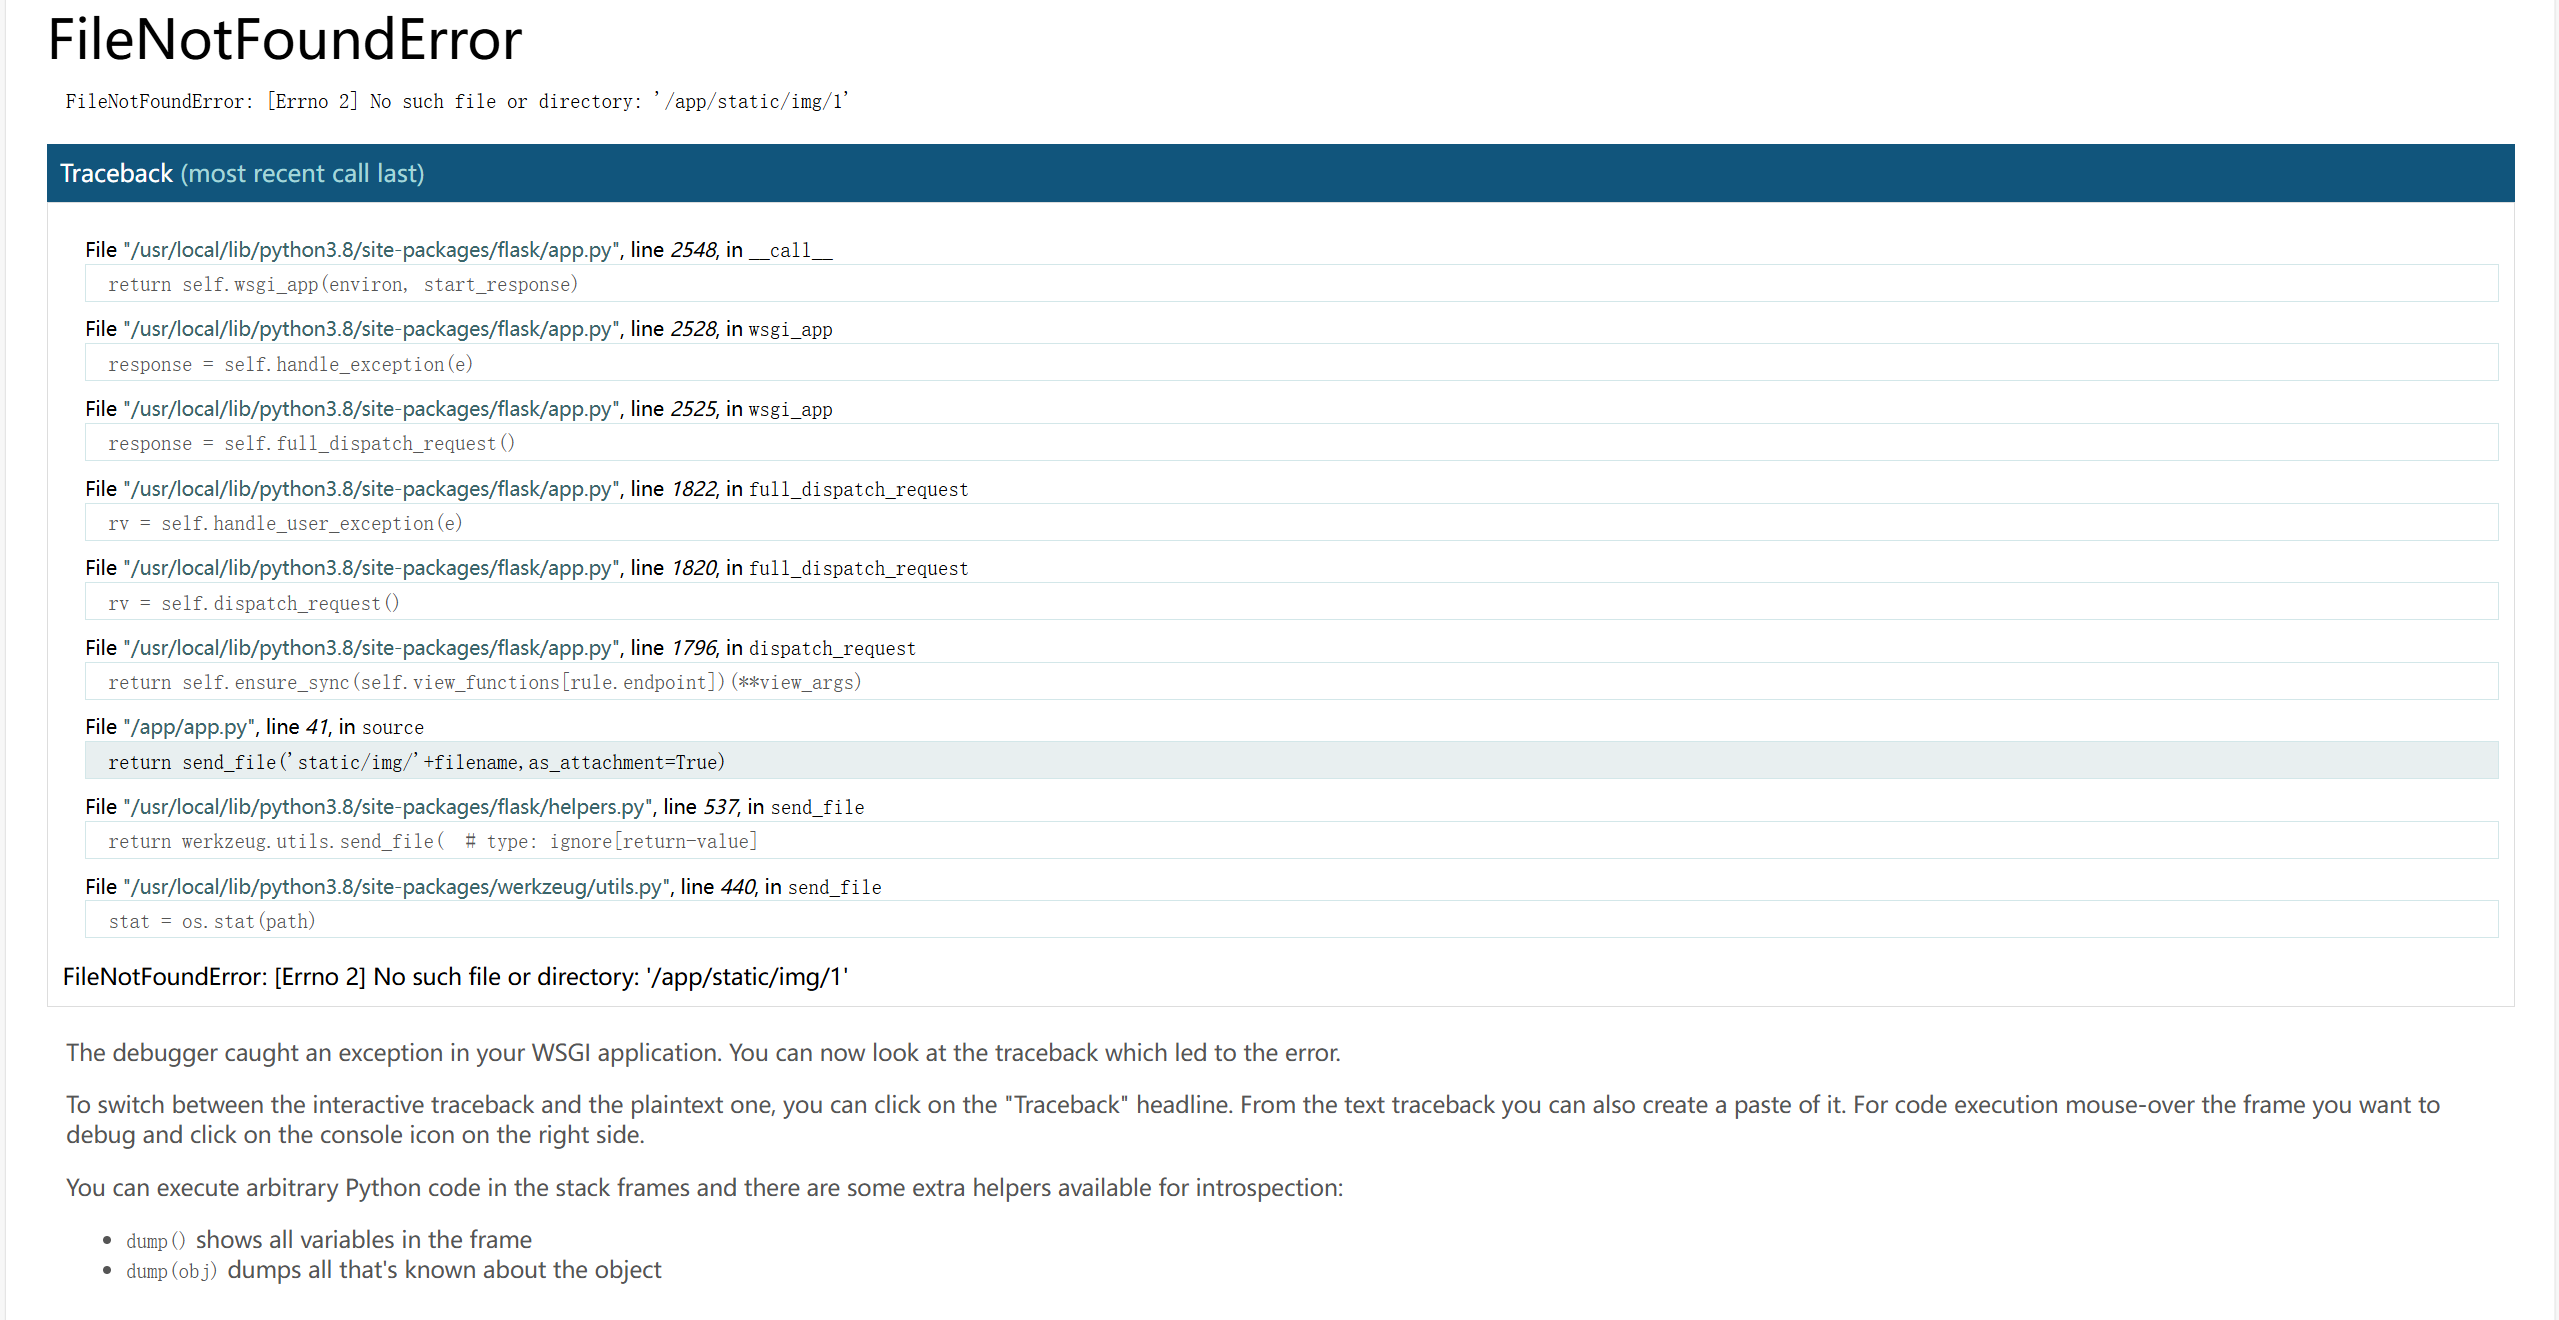 FileNotFoundError
FileNotFoundError: [Errno 2] No such file or directory: '/app/static/img/1'
Traceback (most recent call last)
File "/usr/local/lib/python3.8/site-packages/flask/app.py", line 2548, in __call__
return self.wsgi_app(environ, start_response)
File "/usr/local/lib/python3.8/site-packages/flask/app.py", line 2528, in wsgi_app
response = self.handle_exception(e)
File "/usr/local/lib/python3.8/site-packages/flask/app.py", line 2525, in wsgi_app
response = self.full_dispatch_request()
File "/usr/local/lib/python3.8/site-packages/flask/app.py", line 1822, in full_dispatch_request
rv = self.handle_user_exception(e)
File "/usr/local/lib/python3.8/site-packages/flask/app.py", line 1820, in full_dispatch_request
rv = self.dispatch_request()
File "/usr/local/lib/python3.8/site-packages/flask/app.py", line 1796, in dispatch_request
return self.ensure_sync(self.view_functions[rule.endpoint])(**view_args)
File "/app/app.py", line 41, in source
return send_file('static/img/'+filename,as_attachment=True)
File "/usr/local/lib/python3.8/site-packages/flask/helpers.py", line 537, in send_file
return werkzeug.utils.send_file(  # type: ignore[return-value]
File "/usr/local/lib/python3.8/site-packages/werkzeug/utils.py", line 440, in send_file
stat = os.stat(path)
FileNotFoundError: [Errno 2] No such file or directory: '/app/static/img/1'
The debugger caught an exception in your WSGI application. You can now look at the traceback which led to the error.
To switch between the interactive traceback and the plaintext one, you can click on the "Traceback" headline. From the text traceback you can also create a paste of it. For code execution mouse-over the frame you want to
debug and click on the console icon on the right side.
You can execute arbitrary Python code in the stack frames and there are some extra helpers available for introspection:
• dump() shows all variables in the frame
• dump(obj) dumps all that's known about the object